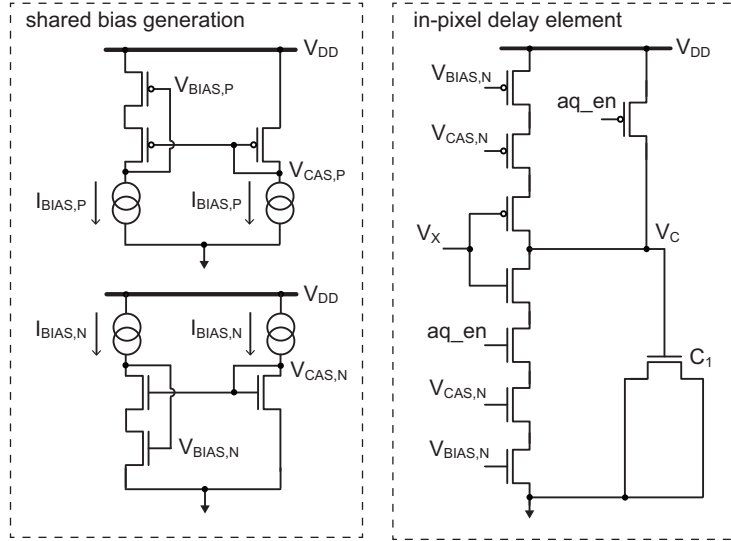 shared bias generation
V_DD
V_BIAS,P
V_CAS,P
I_BIAS,P
I_BIAS,P
V_DD
I_BIAS,N
I_BIAS,N
V_CAS,N
V_BIAS,N
in-pixel delay element
V_DD
V_BIAS,N
aq_en
V_CAS,N
V_X
V_C
aq_en
C_1
V_CAS,N
V_BIAS,N